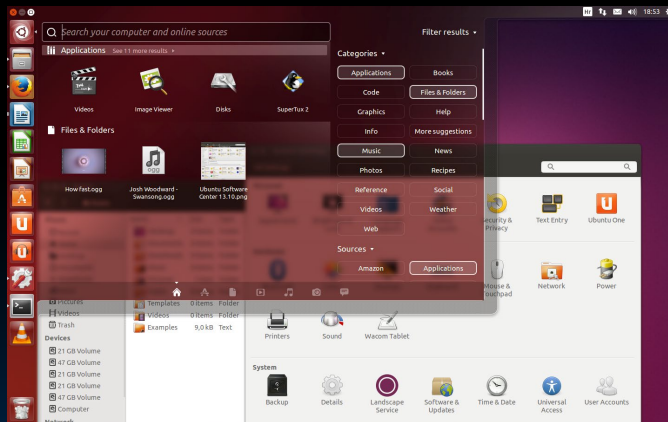 Hr
18:53
Search your computer and online sources
Filter results
Applications See 11 more results
Videos
Image Viewer
Disks
SuperTux 2
Files & Folders
How fast.ogg
ogg
Josh Woodward -
Swansong.ogg
Ubuntu Software
Center 13.10.png
Categories
Applications
Books
Code
Files & Folders
Graphics
Help
Info
More suggestions
Music
News
Photos
Recipes
Reference
Social
Videos
Weather
Web
Sources
Amazon
Applications
Security &
Privacy
Text Entry
Ubuntu One
Mouse &
Touchpad
Network
Power
Printers
Sound
Wacom Tablet
System
Backup
Details
Landscape
Service
Software &
Updates
Time & Date
Universal
Access
User Accounts
Pictures
Videos
Trash
Devices
21 GB Volume
47 GB Volume
21 GB Volume
21 GB Volume
47 GB Volume
Computer
Network
Templates 0 items Folder
Videos 0 items Folder
Examples 9,0 kB Text